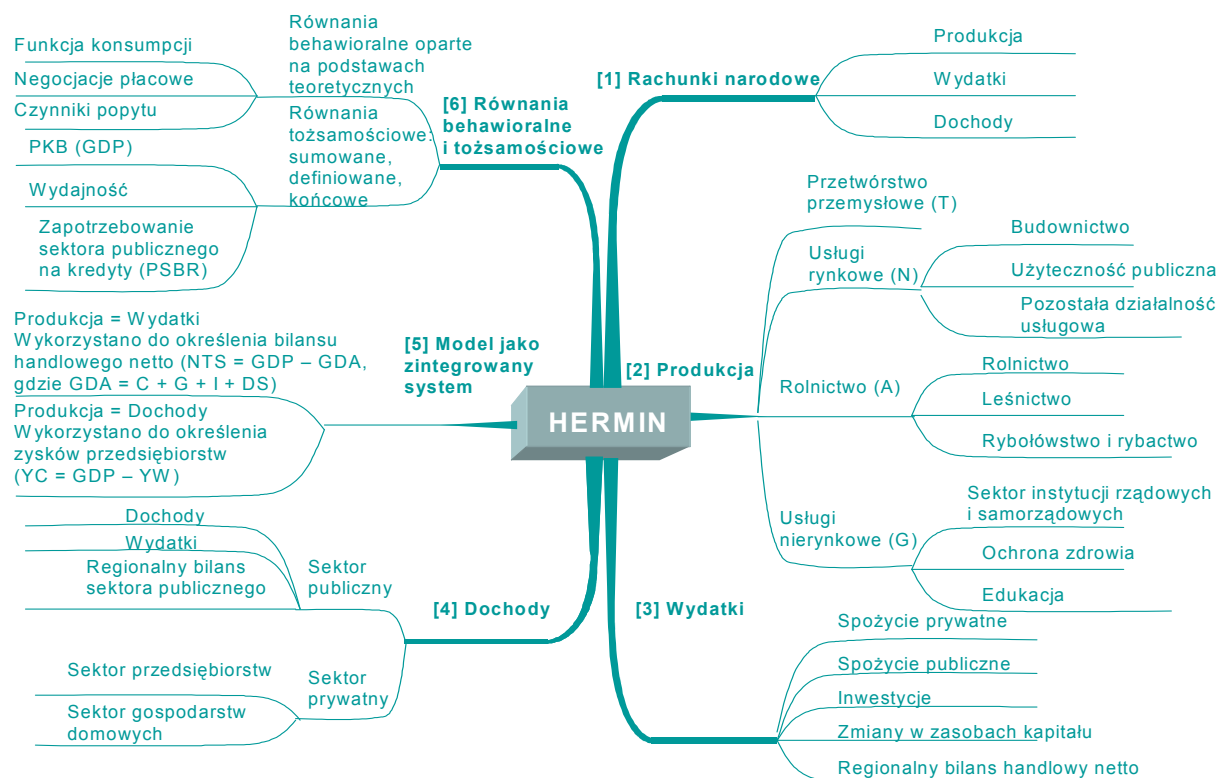 HERMIN
[1] Rachunki narodowe
Produkcja
Wydatki
Dochody
[2] Produkcja
Przetwórstwo
przemysłowe (T)
Usługi
rynkowe (N)
Budownictwo
Użyteczność publiczna
Pozostała działalność
usługowa
Rolnictwo (A)
Rolnictwo
Leśnictwo
Rybołówstwo i rybactwo
Usługi
nierynkowe (G)
Sektor instytucji rządowych
i samorządowych
Ochrona zdrowia
Edukacja
[3] Wydatki
Spożycie prywatne
Spożycie publiczne
Inwestycje
Zmiany w zasobach kapitału
Regionalny bilans handlowy netto
[4] Dochody
Sektor
publiczny
Dochody
Wydatki
Regionalny bilans
sektora publicznego
Sektor
prywatny
Sektor przedsiębiorstw
Sektor gospodarstw
domowych
[5] Model jako
zintegrowany
system
Produkcja = Wydatki
Wykorzystano do określenia bilansu
handlowego netto (NTS = GDP – GDA,
gdzie GDA = C + G + I + DS)
Produkcja = Dochody
Wykorzystano do określenia
zysków przedsiębiorstw
(YC = GDP – YW)
[6] Równania
behawioralne
i tożsamościowe
Równania
behawioralne oparte
na podstawach
teoretycznych
Funkcja konsumpcji
Negocjacje płacowe
Czynniki popytu
Równania
tożsamościowe:
sumowane,
definiowane,
końcowe
PKB (GDP)
Wydajność
Zapotrzebowanie
sektora publicznego
na kredyty (PSBR)